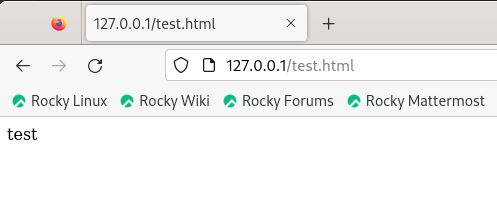 127.0.0.1/test.html
127.0.0.1/test.html
Rocky Linux Rocky Wiki Rocky Forums Rocky Mattermost
test